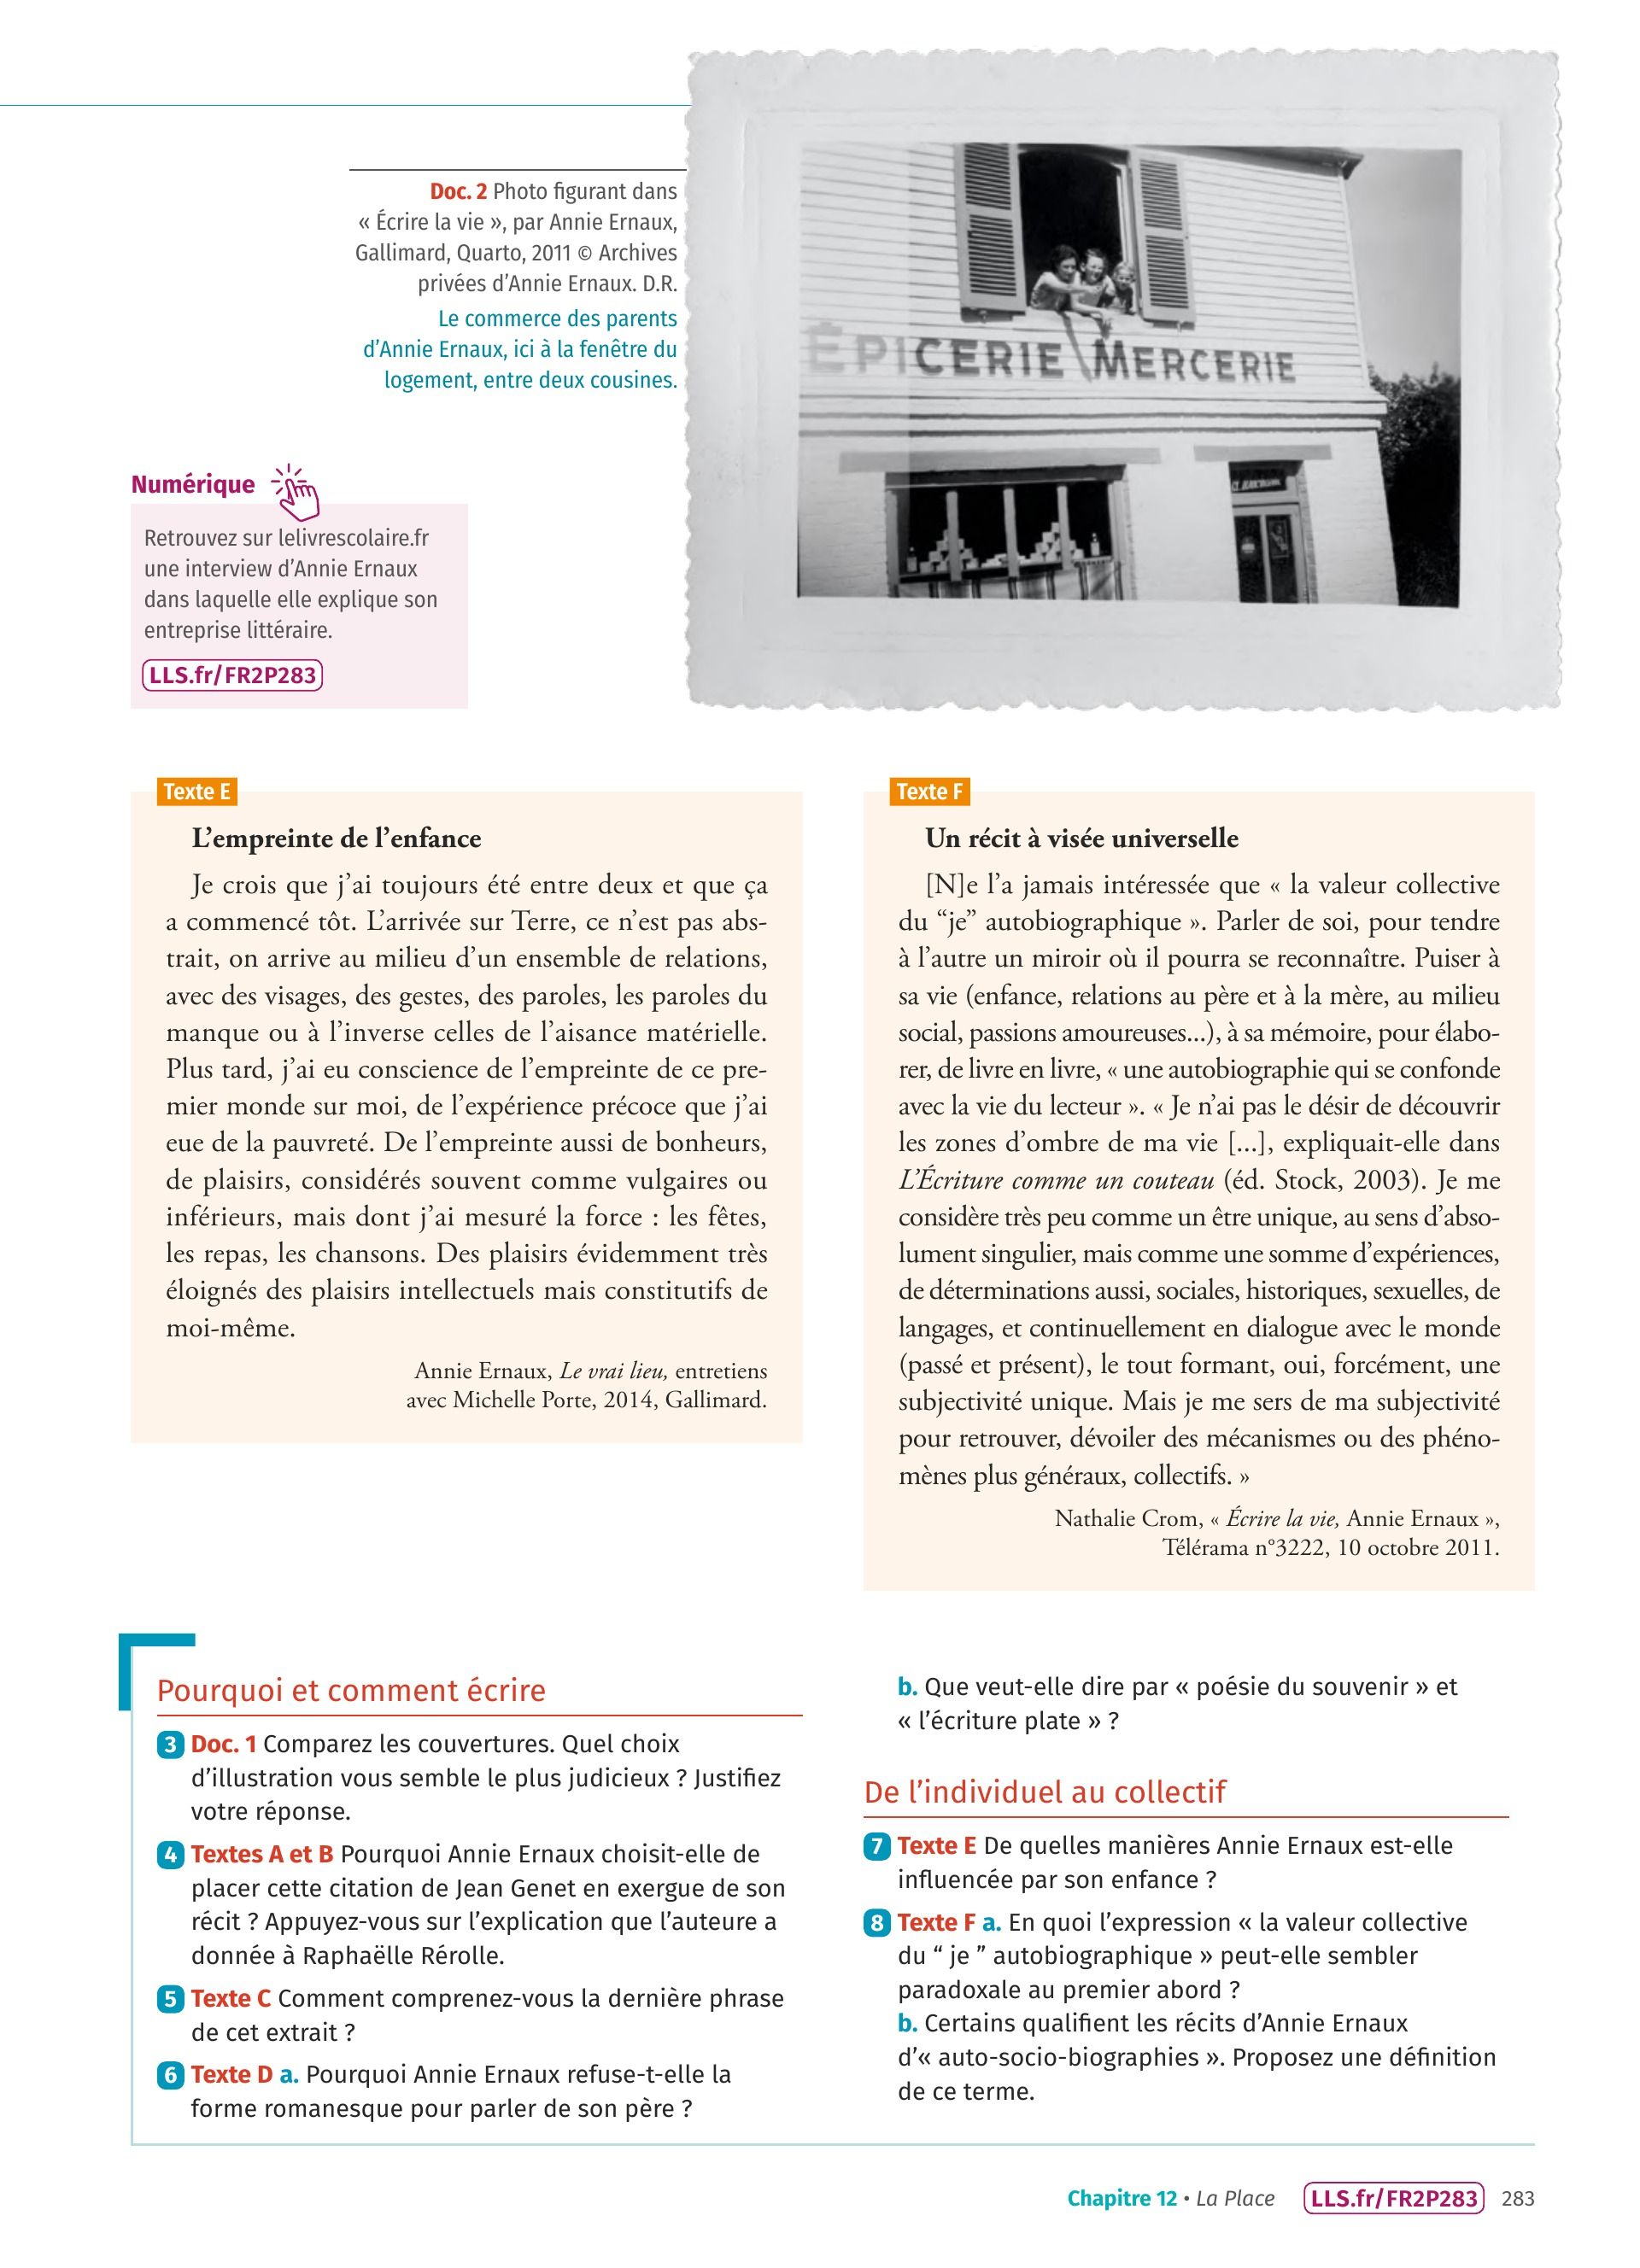 Doc. 2 Photo figurant dans
« Écrire la vie », par Annie Ernaux,
Gallimard, Quarto, 2011 © Archives
privées d’Annie Ernaux. D.R.
Le commerce des parents
d’Annie Ernaux, ici à la fenêtre du
logement, entre deux cousines.
ÉPICERIE MERCERIE
Numérique
Retrouvez sur lelivrescolaire.fr
une interview d’Annie Ernaux
dans laquelle elle explique son
entreprise littéraire.
LLS.fr/FR2P283
Texte E
L’empreinte de l’enfance
Je crois que j’ai toujours été entre deux et que ça
a commencé tôt. L’arrivée sur Terre, ce n’est pas abs-
trait, on arrive au milieu d’un ensemble de relations,
avec des visages, des gestes, des paroles, les paroles du
manque ou à l’inverse celles de l’aisance matérielle.
Plus tard, j’ai eu conscience de l’empreinte de ce pre-
mier monde sur moi, de l’expérience précoce que j’ai
eue de la pauvreté. De l’empreinte aussi de bonheurs,
de plaisirs, considérés souvent comme vulgaires ou
inférieurs, mais dont j’ai mesuré la force : les fêtes,
les repas, les chansons. Des plaisirs évidemment très
éloignés des plaisirs intellectuels mais constitutifs de
moi-même.
Annie Ernaux, Le vrai lieu, entretiens
avec Michelle Porte, 2014, Gallimard.
Texte F
Un récit à visée universelle
[N]e l’a jamais intéressée que « la valeur collective
du “je” autobiographique ». Parler de soi, pour tendre
à l’autre un miroir où il pourra se reconnaître. Puiser à
sa vie (enfance, relations au père et à la mère, au milieu
social, passions amoureuses...), à sa mémoire, pour élabo-
rer, de livre en livre, « une autobiographie qui se confonde
avec la vie du lecteur ». « Je n’ai pas le désir de découvrir
les zones d’ombre de ma vie [...], expliquait-elle dans
L’Écriture comme un couteau (éd. Stock, 2003). Je me
considère très peu comme un être unique, au sens d’abso-
lument singulier, mais comme une somme d’expériences,
de déterminations aussi, sociales, historiques, sexuelles, de
langages, et continuellement en dialogue avec le monde
(passé et présent), le tout formant, oui, forcément, une
subjectivité unique. Mais je me sers de ma subjectivité
pour retrouver, dévoiler des mécanismes ou des phéno-
mènes plus généraux, collectifs. »
Nathalie Crom, « Écrire la vie, Annie Ernaux »,
Télérama n°3222, 10 octobre 2011.
Pourquoi et comment écrire
3 Doc. 1 Comparez les couvertures. Quel choix
d’illustration vous semble le plus judicieux ? Justifiez
votre réponse.
4 Textes A et B Pourquoi Annie Ernaux choisit-elle de
placer cette citation de Jean Genet en exergue de son
récit ? Appuyez-vous sur l’explication que l’auteure a
donnée à Raphaëlle Rérolle.
5 Texte C Comment comprenez-vous la dernière phrase
de cet extrait ?
6 Texte D a. Pourquoi Annie Ernaux refuse-t-elle la
forme romanesque pour parler de son père ?
b. Que veut-elle dire par « poésie du souvenir » et
« l’écriture plate » ?
De l’individuel au collectif
7 Texte E De quelles manières Annie Ernaux est-elle
influencée par son enfance ?
8 Texte F a. En quoi l’expression « la valeur collective
du “ je ” autobiographique » peut-elle sembler
paradoxale au premier abord ?
b. Certains qualifient les récits d’Annie Ernaux
d’« auto-socio-biographies ». Proposez une définition
de ce terme.
Chapitre 12 • La Place LLS.fr/FR2P283 283